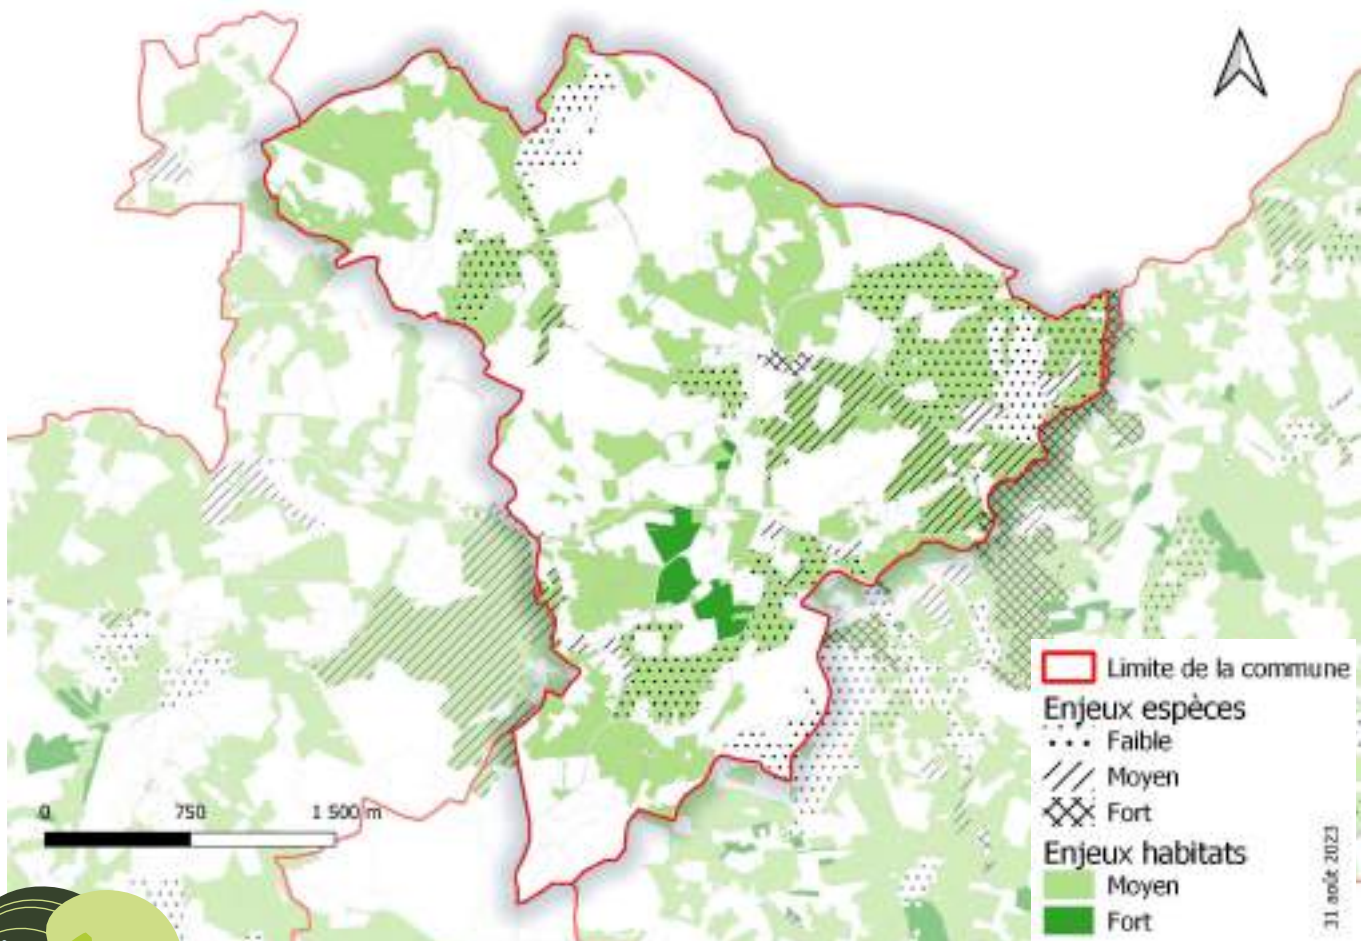 0 750 1 500 m
Limite de la commune
Enjeux espèces
Faible
Moyen
Fort
Enjeux habitats
Moyen
Fort
31 août 2023